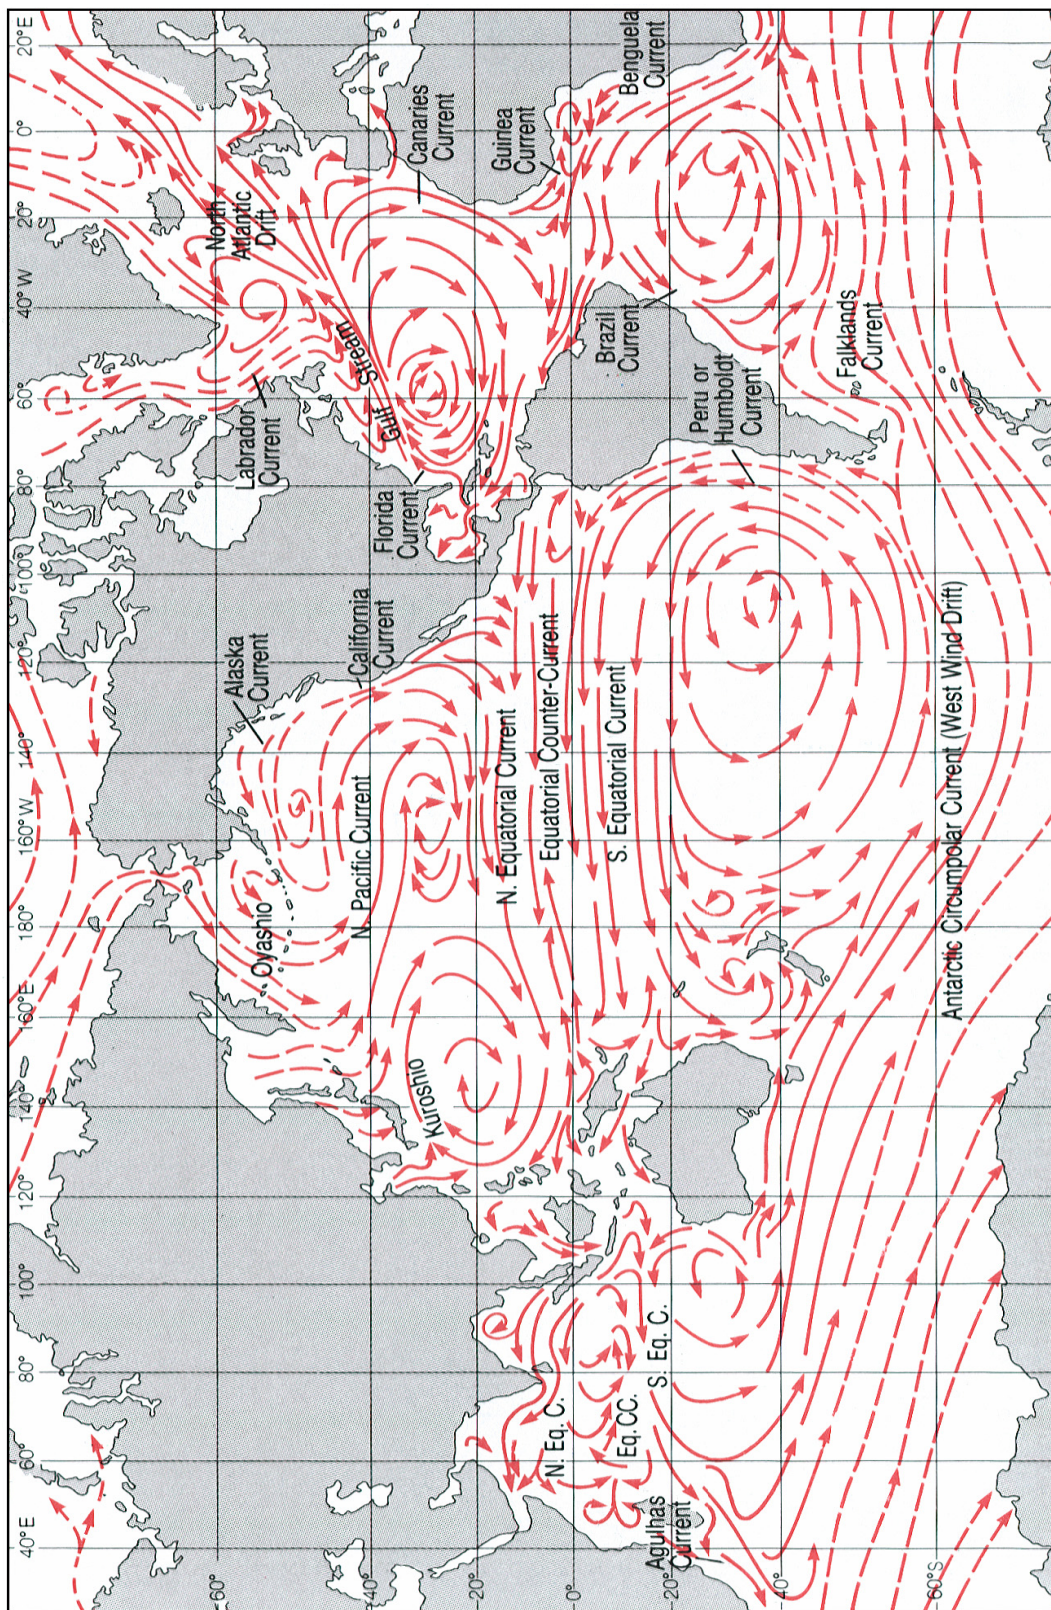 40°E
60°
80°
100°
120°
140°
160°E
180°
160°W
140°
120°
100°
80°
60°
40°W
20°
0°
20°E
60°
40°
20°
0°
20°
40°
60°S
Oyashio
Alaska
Current
Labrador
Current
North
Atlantic
Drift
N. Pacific Current
California
Current
Gulf
Stream
Florida
Current
Canaries
Current
Kuroshio
N. Equatorial Current
Equatorial Counter-Current
S. Equatorial Current
Guinea
Current
N. Eq. C.
Eq. CC.
S. Eq. C.
Agulhas
Current
Brazil
Current
Peru or
Humboldt
Current
Benguela
Current
Falklands
Current
Antarctic Circumpolar Current (West Wind Drift)